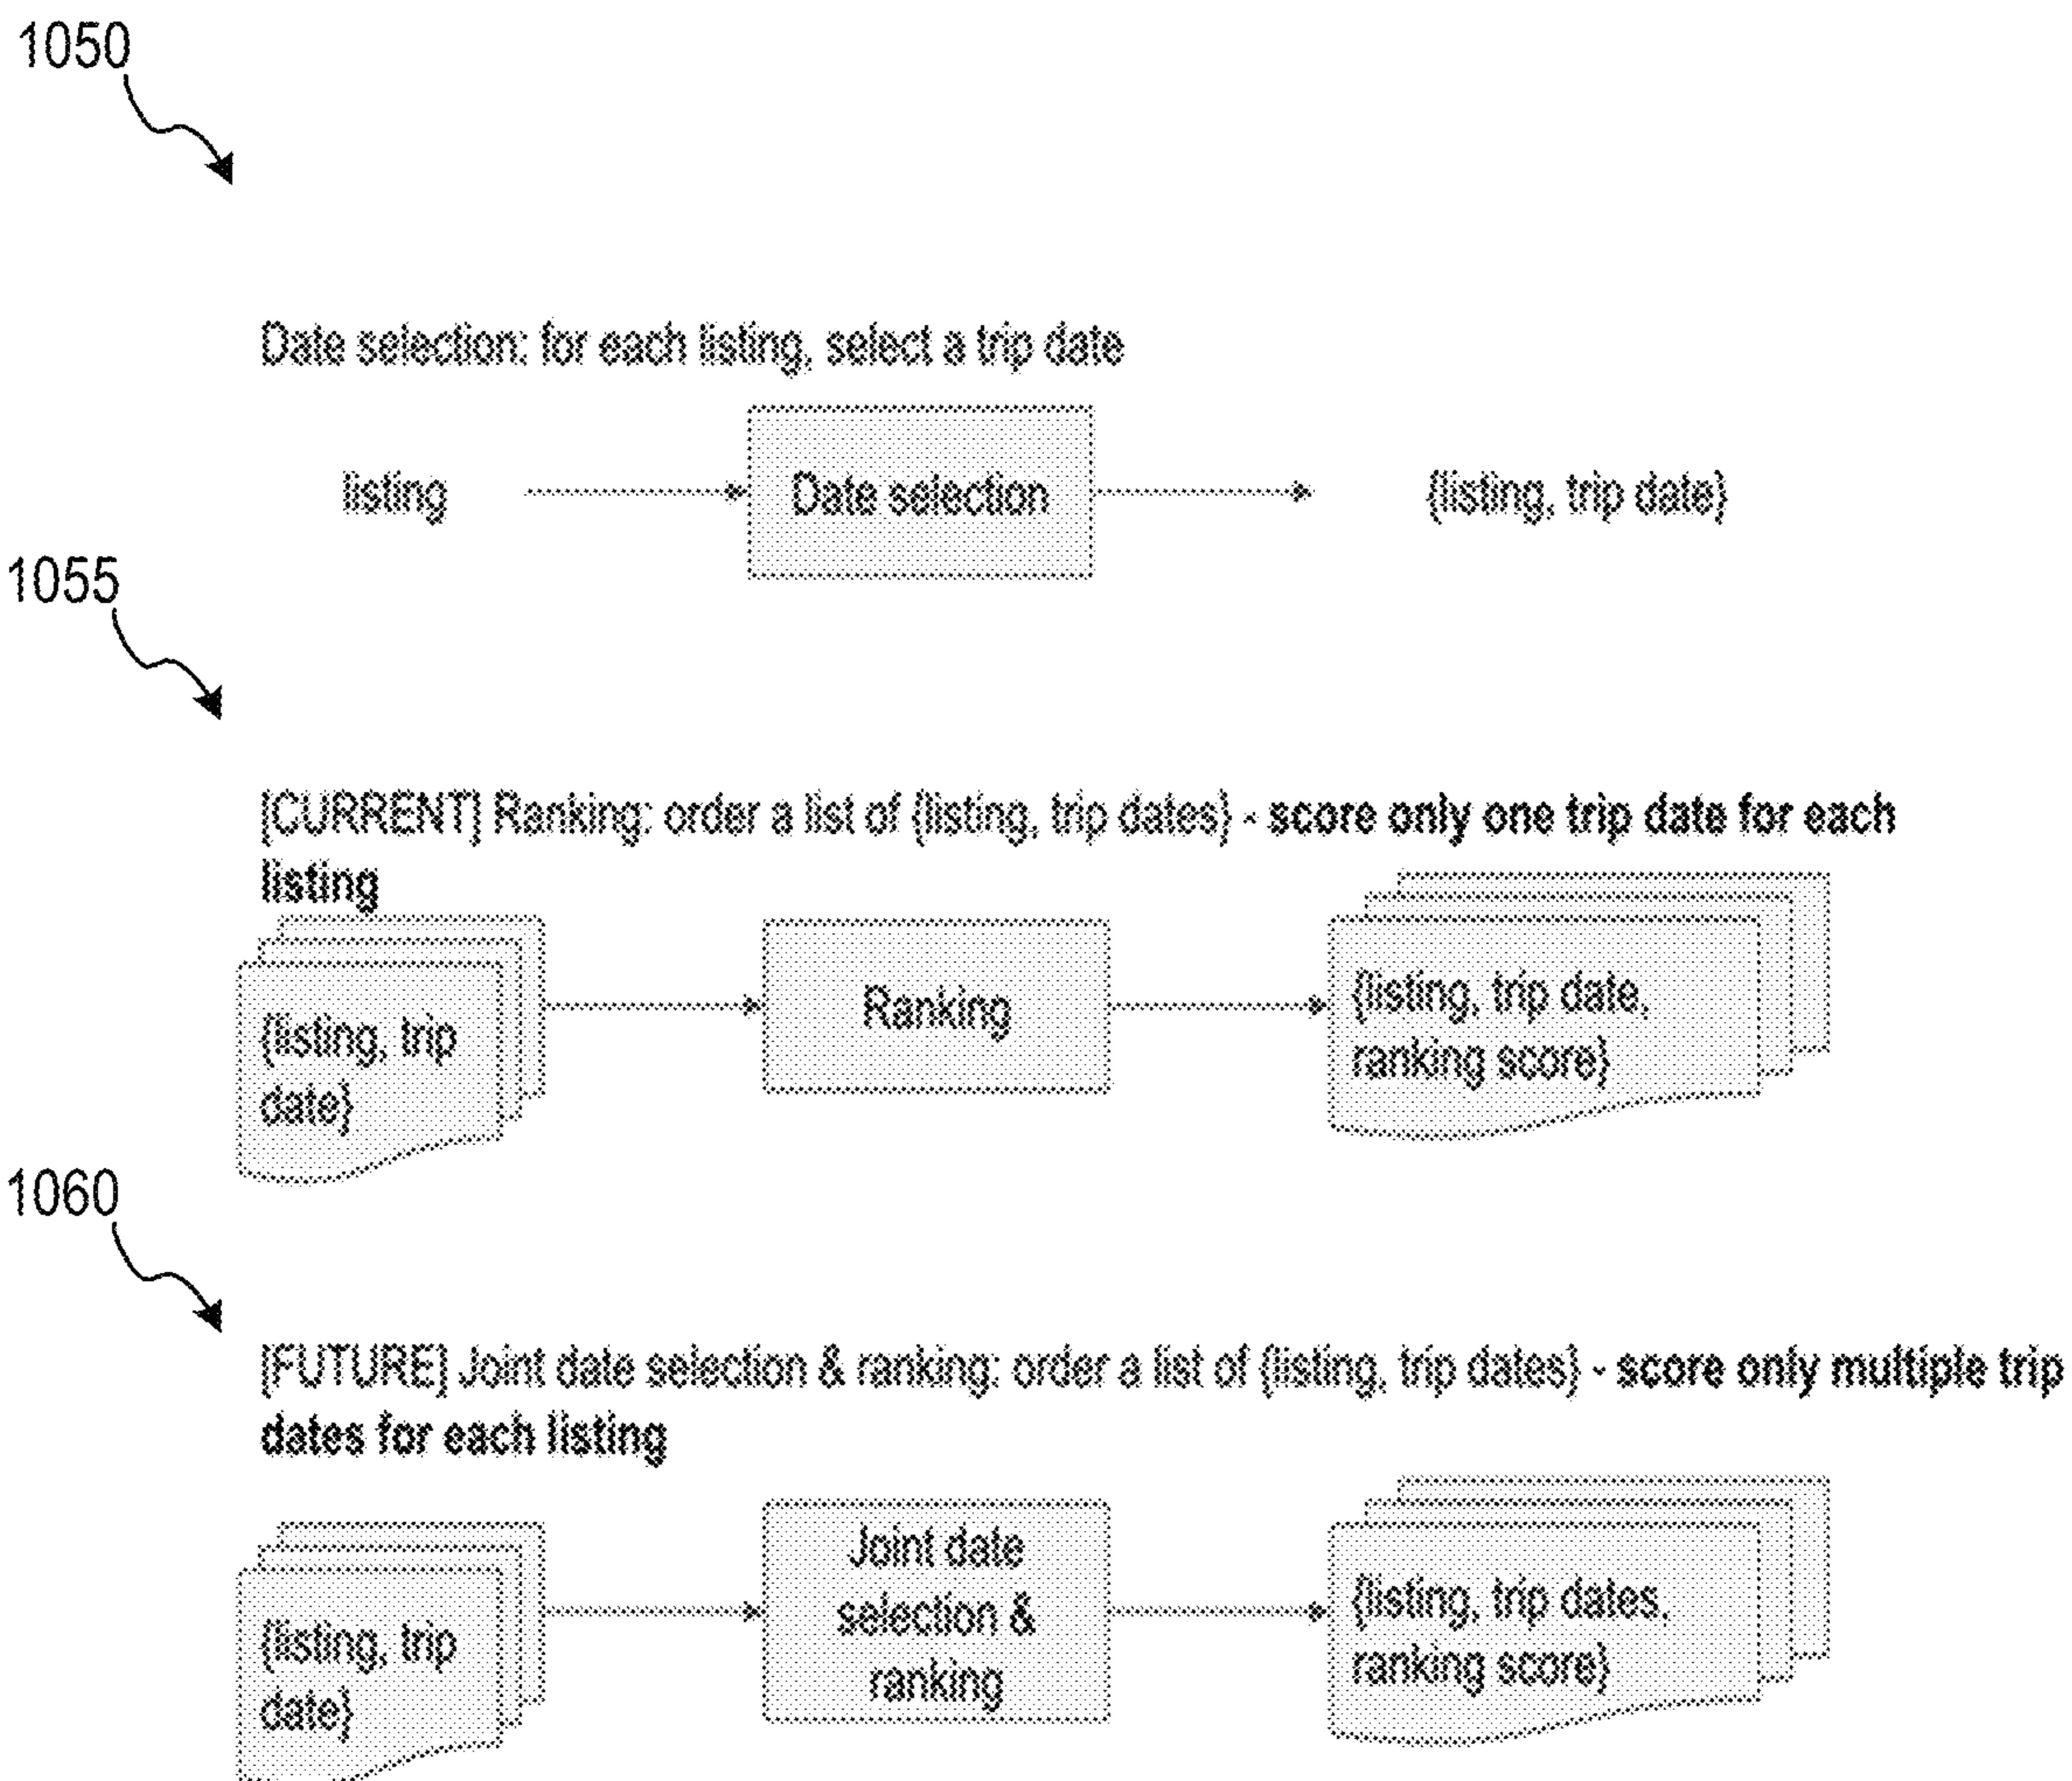 1050
Date selection: for each listing, select a trip date
listing
Date selection
{listing, trip date}
1055
[CURRENT] Ranking: order a list of {listing, trip dates} - score only one trip date for each
listing
{listing, trip
date}
Ranking
{listing, trip date,
ranking score}
1060
[FUTURE] Joint date selection & ranking: order a list of {listing, trip dates} - score only multiple trip
dates for each listing
{listing, trip
date}
Joint date
selection &
ranking
{listing, trip dates,
ranking score}